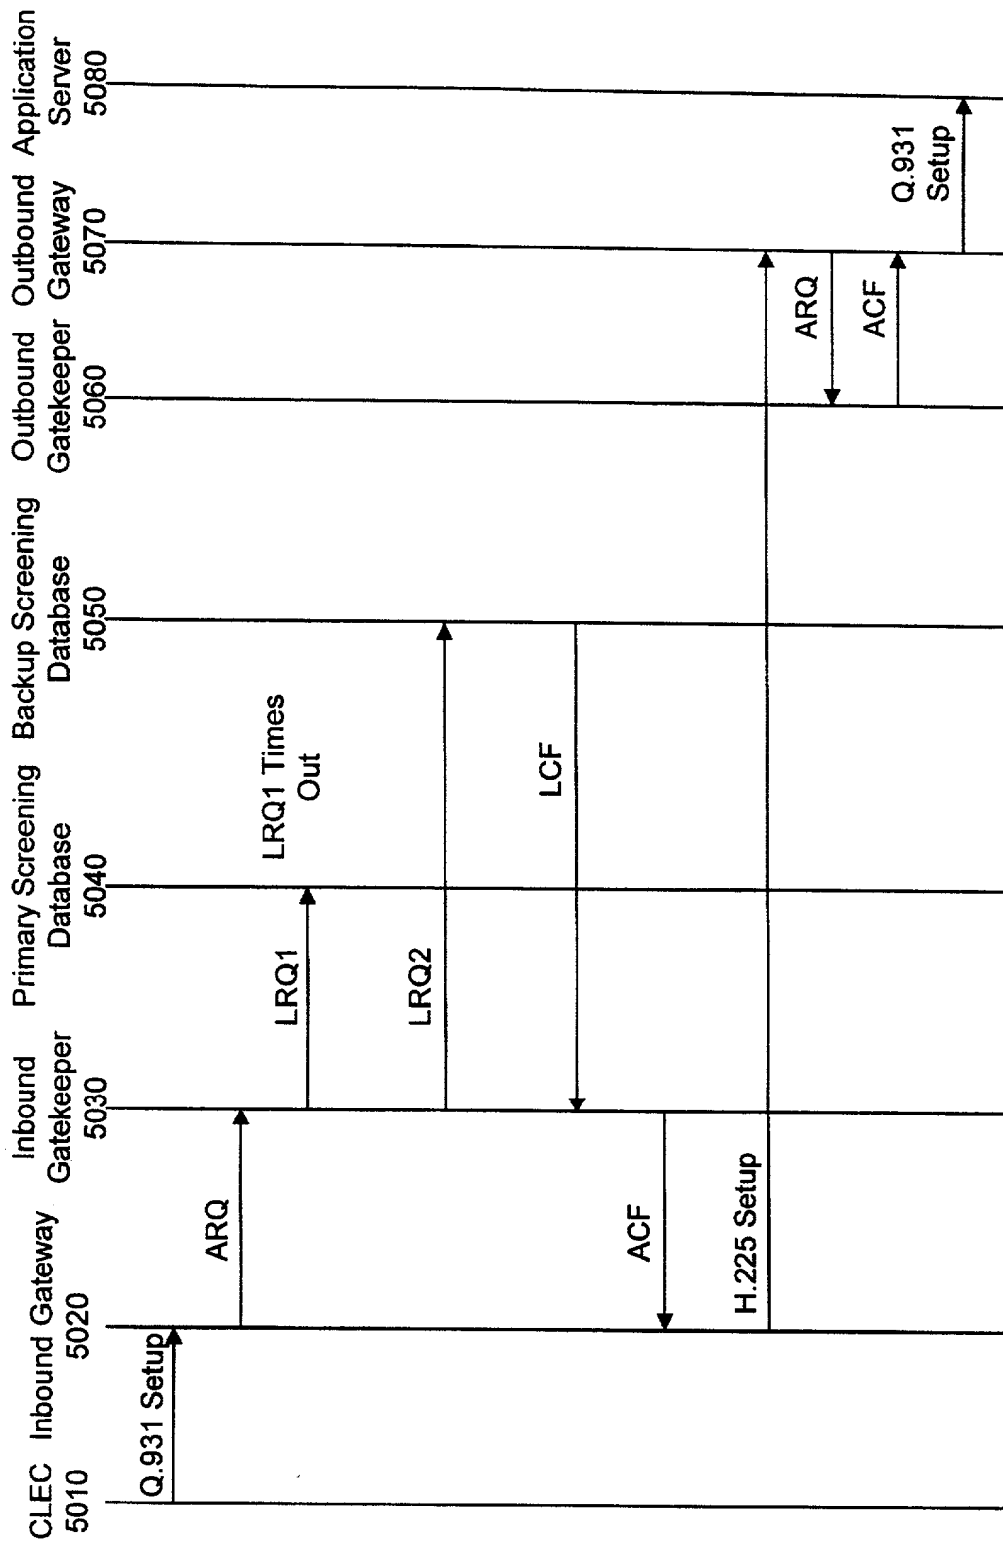 CLEC
5010
Inbound Gateway
5020
Inbound
Gatekeeper
5030
Primary Screening
Database
5040
Backup Screening
Database
5050
Outbound
Gatekeeper
5060
Outbound
Gateway
5070
Application
Server
5080
Q.931 Setup
ARQ
LRQ1
LRQ1 Times
Out
LRQ2
LCF
ACF
H.225 Setup
ARQ
ACF
Q.931
Setup